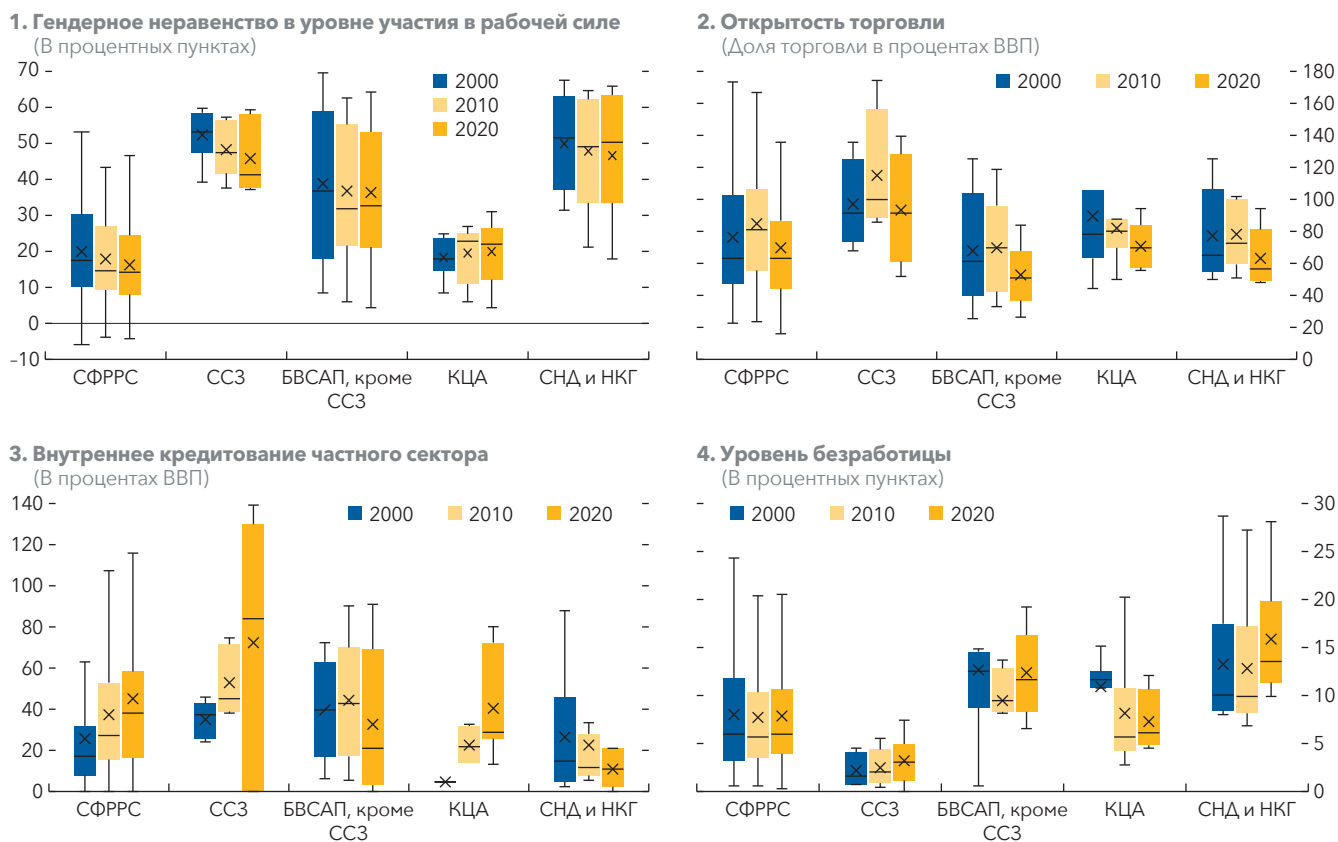 1. Гендерное неравенство в уровне участия в рабочей силе
(В процентных пунктах)
70
60
50
40
30
20
10
0
-10
2000
2010
2020
СФРРС
ССЗ
БВСАП, кроме
ССЗ
КЦА
СНД и НКГ
2. Открытость торговли
(Доля торговли в процентах ВВП)
2000
2010
2020
180
160
140
120
100
80
60
40
20
0
СФРРС
ССЗ
БВСАП, кроме
ССЗ
КЦА
СНД и НКГ
3. Внутреннее кредитование частного сектора
(В процентах ВВП)
140
120
100
80
60
40
20
0
2000
2010
2020
СФРРС
ССЗ
БВСАП, кроме
ССЗ
КЦА
СНД и НКГ
4. Уровень безработицы
(В процентных пунктах)
2000
2010
2020
30
25
20
15
10
5
0
СФРРС
ССЗ
БВСАП, кроме
ССЗ
КЦА
СНД и НКГ